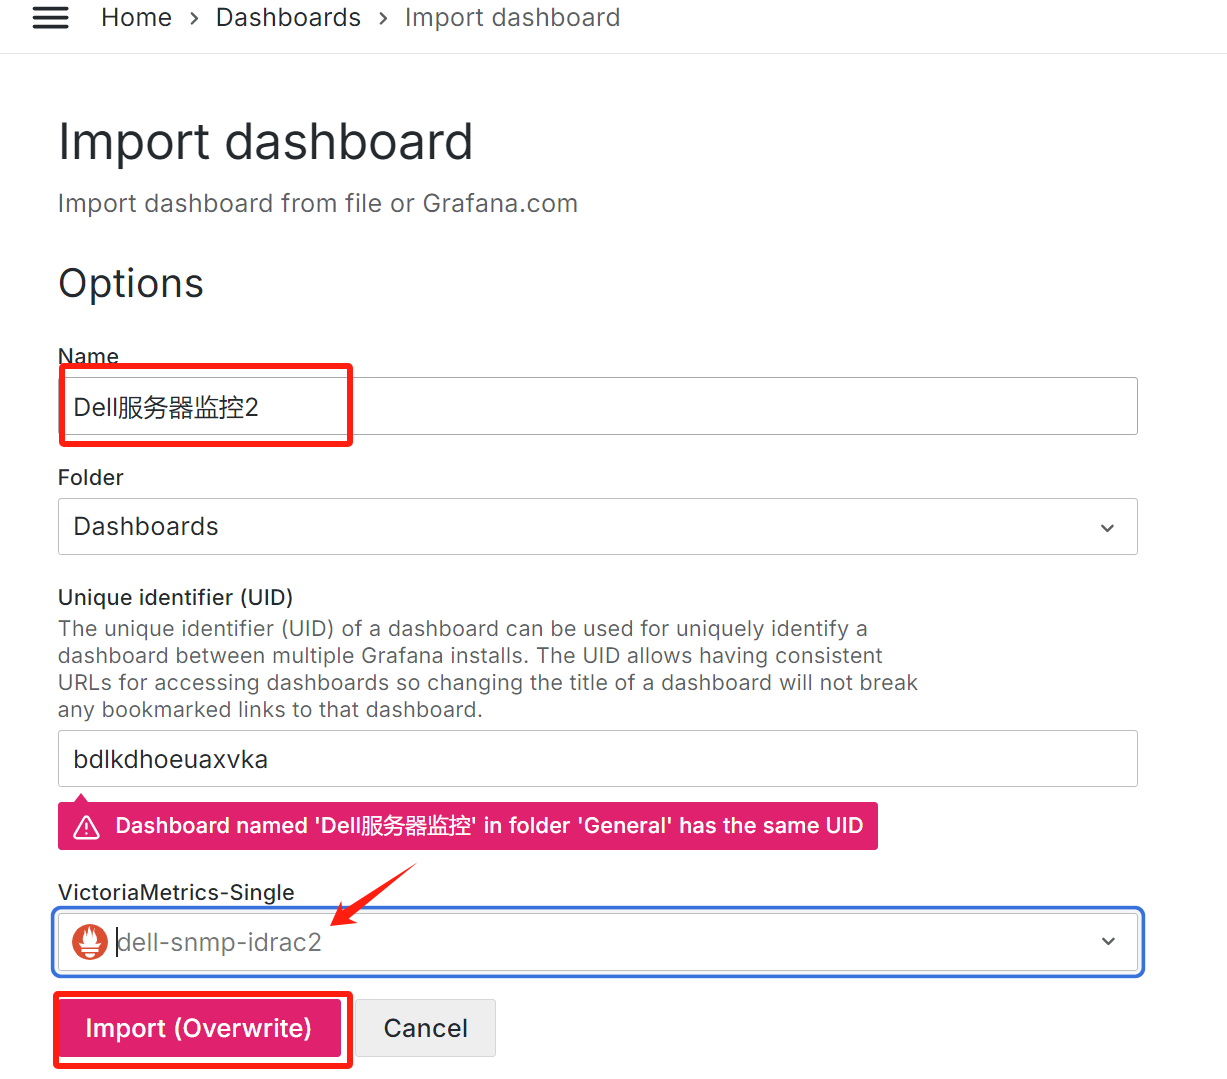 Home › Dashboards › Import dashboard
Import dashboard
Import dashboard from file or Grafana.com
Options
Name
Dell服务器监控2
Folder
Dashboards
Unique identifier (UID)
The unique identifier (UID) of a dashboard can be used for uniquely identify a
dashboard between multiple Grafana installs. The UID allows having consistent
URLs for accessing dashboards so changing the title of a dashboard will not break
any bookmarked links to that dashboard.
bdlkdhoeuaxvka
Dashboard named 'Dell服务器监控' in folder 'General' has the same UID
VictoriaMetrics-Single
dell-snmp-idrac2
Import (Overwrite) Cancel